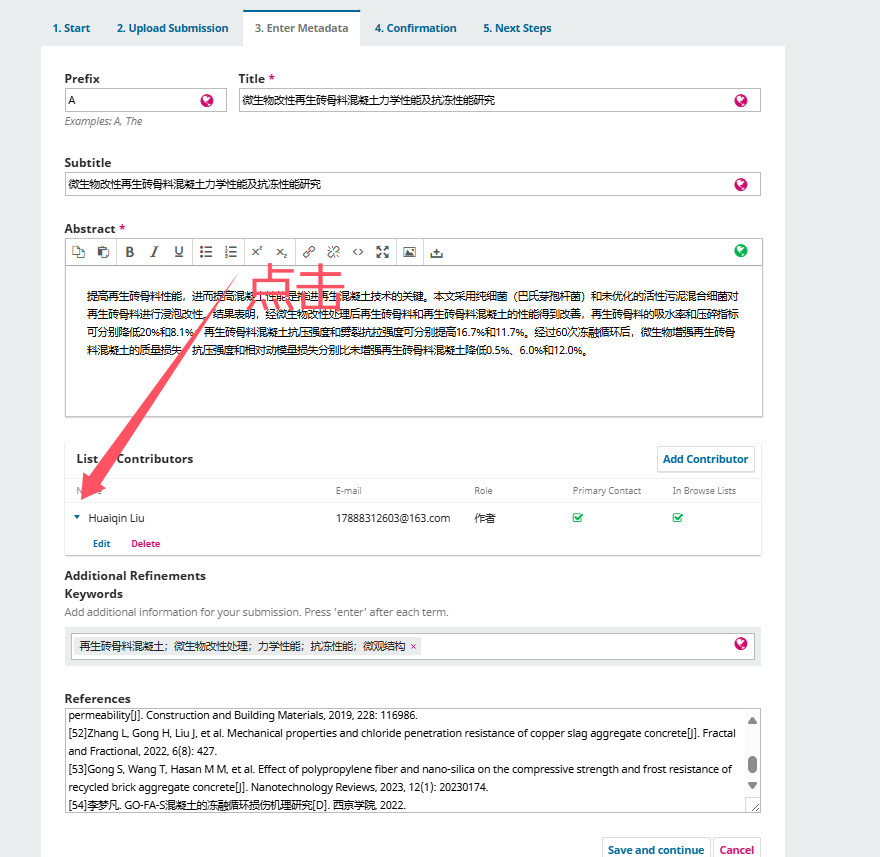 1. Start 2. Upload Submission 3. Enter Metadata 4. Confirmation 5. Next Steps
Prefix Title *
A 微生物改性再生砖骨料混凝土力学性能及抗冻性能研究
Examples: A, The
Subtitle
微生物改性再生砖骨料混凝土力学性能及抗冻性能研究
Abstract *
点击
提高再生砖骨料性能，进而提高混凝土性能是推进再生混凝土技术的关键。本文采用纯细菌（巴氏芽孢杆菌）和未优化的活性污泥混合细菌对
再生砖骨料进行浸泡改性。结果表明，经微生物改性处理后再生砖骨料和再生砖骨料混凝土的性能得到改善，再生砖骨料的吸水率和压碎指标
可分别降低20%和8.1%，再生砖骨料混凝土抗压强度和劈裂抗拉强度可分别提高16.7%和11.7%。经过60次冻融循环后，微生物增强再生砖骨
料混凝土的质量损失、抗压强度和相对动模量损失分别比未增强再生砖骨料混凝土降低0.5%、6.0%和12.0%。
List Contributors Add Contributor
E-mail Role Primary Contact In Browse Lists
Huaiqin Liu 17888312603@163.com 作者
Edit Delete
Additional Refinements
Keywords
Add additional information for your submission. Press 'enter' after each term.
再生砖骨料混凝土；微生物改性处理；力学性能；抗冻性能；微观结构 ×
References
permeability[J]. Construction and Building Materials, 2019, 228: 116986.
[52]Zhang L, Gong H, Liu J, et al. Mechanical properties and chloride penetration resistance of copper slag aggregate concrete[J]. Fractal
and Fractional, 2022, 6(8): 427.
[53]Gong S, Wang T, Hasan M M, et al. Effect of polypropylene fiber and nano-silica on the compressive strength and frost resistance of
recycled brick aggregate concrete[J]. Nanotechnology Reviews, 2023, 12(1): 20230174.
[54]李梦凡. GO-FA-S混凝土的冻融循环损伤机理研究[D]. 西京学院, 2022.
Save and continue Cancel